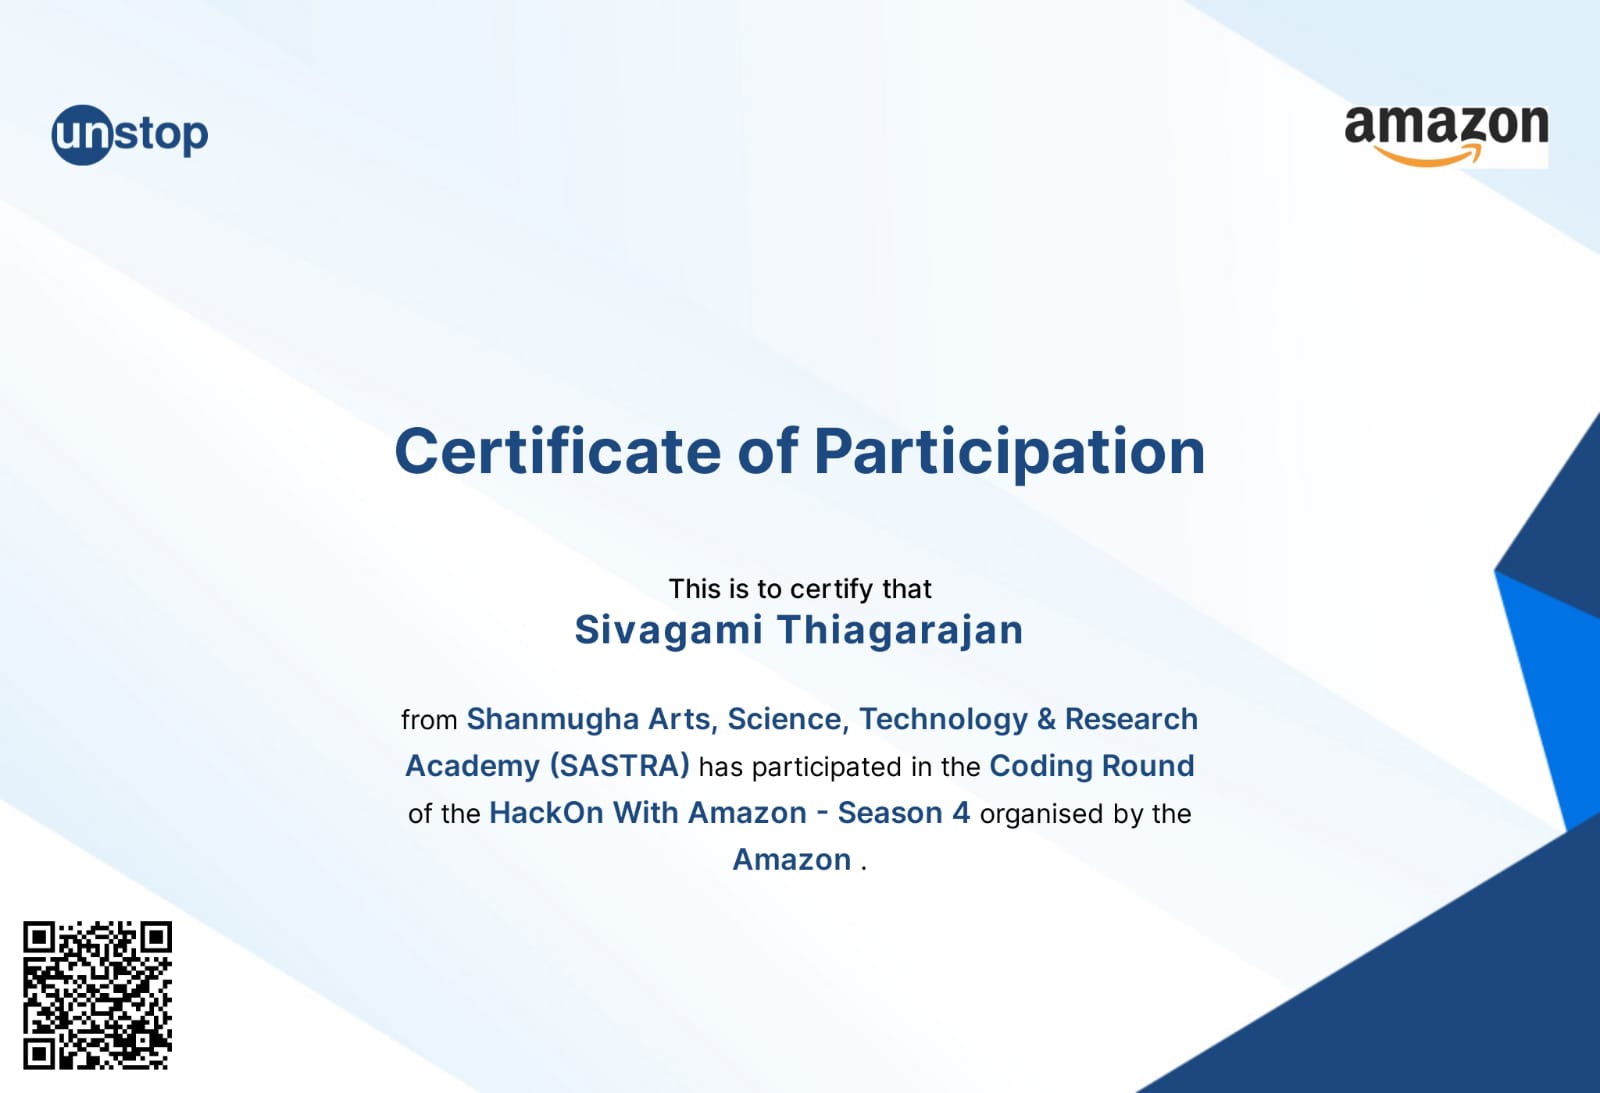 unstop
amazon
Certificate of Participation
This is to certify that
Sivagami Thiagarajan
from Shanmugha Arts, Science, Technology & Research
Academy (SASTRA) has participated in the Coding Round
of the HackOn With Amazon - Season 4 organised by the
Amazon .